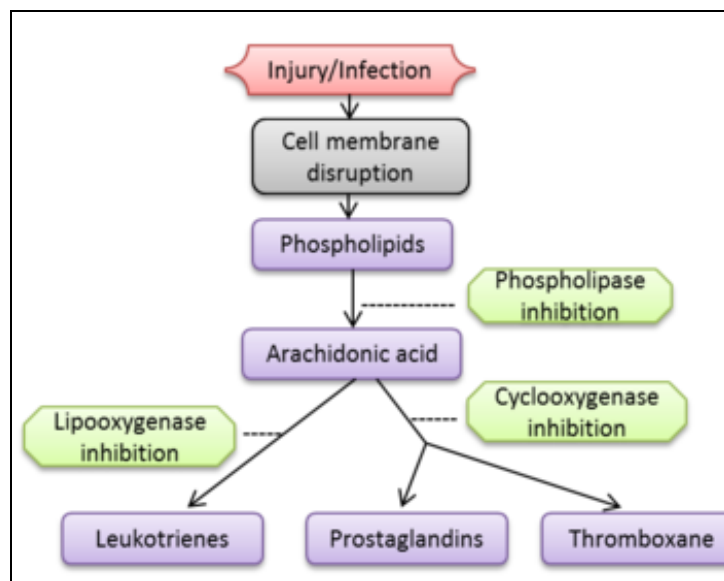 Injury/Infection
Cell membrane
disruption
Phospholipids
Phospholipase
inhibition
Arachidonic acid
Lipooxygenase
inhibition
Cyclooxygenase
inhibition
Leukotrienes
Prostaglandins
Thromboxane